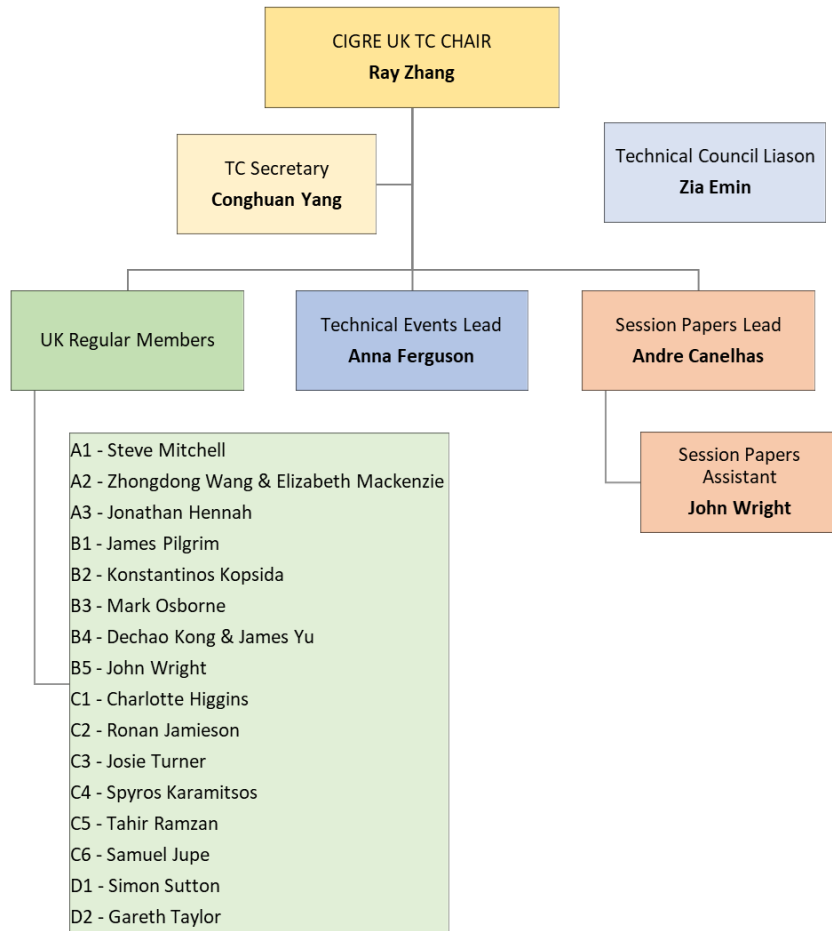 CIGRE UK TC CHAIR
Ray Zhang
TC Secretary
Conghuan Yang
Technical Council Liason
Zia Emin
UK Regular Members
Technical Events Lead
Anna Ferguson
Session Papers Lead
Andre Canelhas
Session Papers
Assistant
John Wright
A1 - Steve Mitchell
A2 - Zhongdong Wang & Elizabeth Mackenzie
A3 - Jonathan Hennah
B1 - James Pilgrim
B2 - Konstantinos Kopsida
B3 - Mark Osborne
B4 - Dechao Kong & James Yu
B5 - John Wright
C1 - Charlotte Higgins
C2 - Ronan Jamieson
C3 - Josie Turner
C4 - Spyros Karamitsos
C5 - Tahir Ramzan
C6 - Samuel Jupe
D1 - Simon Sutton
D2 - Gareth Taylor